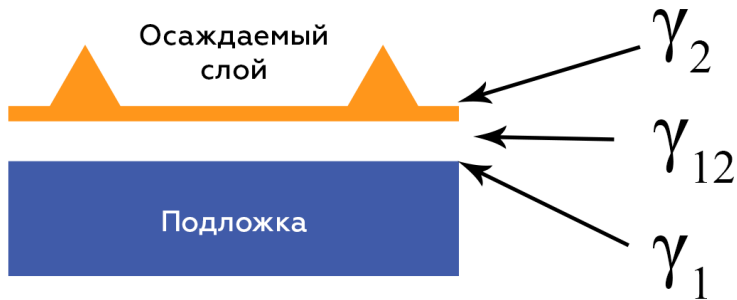 Осаждаемый
слой
γ2
γ12
Подложка
γ1